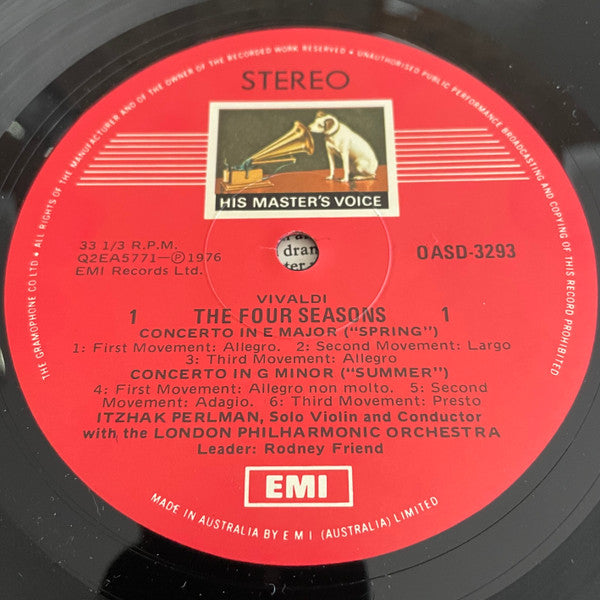 THE GRAMOPHONE CO LTD • ALL RIGHTS OF THE MANUFACTURER AND OF THE OWNER OF THE RECORDED WORK RESERVED • UNAUTHORISED PUBLIC PERFORMANCE BROADCASTING AND COPYING OF THIS RECORD PROHIBITED
STEREO
HIS MASTER'S VOICE
33 1/3 R.P.M.
Q2EA5771—Ⓟ1976
EMI Records Ltd.
dran
OASD-3293
VIVALDI
1 THE FOUR SEASONS 1
CONCERTO IN E MAJOR ("SPRING")
1: First Movement: Allegro. 2: Second Movement: Largo
3: Third Movement: Allegro
CONCERTO IN G MINOR ("SUMMER")
4: First Movement: Allegro non molto. 5: Second
Movement: Adagio. 6: Third Movement: Presto
ITZHAK PERLMAN, Solo Violin and Conductor
with the LONDON PHILHARMONIC ORCHESTRA
Leader: Rodney Friend
EMI
MADE IN AUSTRALIA BY E M I (AUSTRALIA) LIMITED